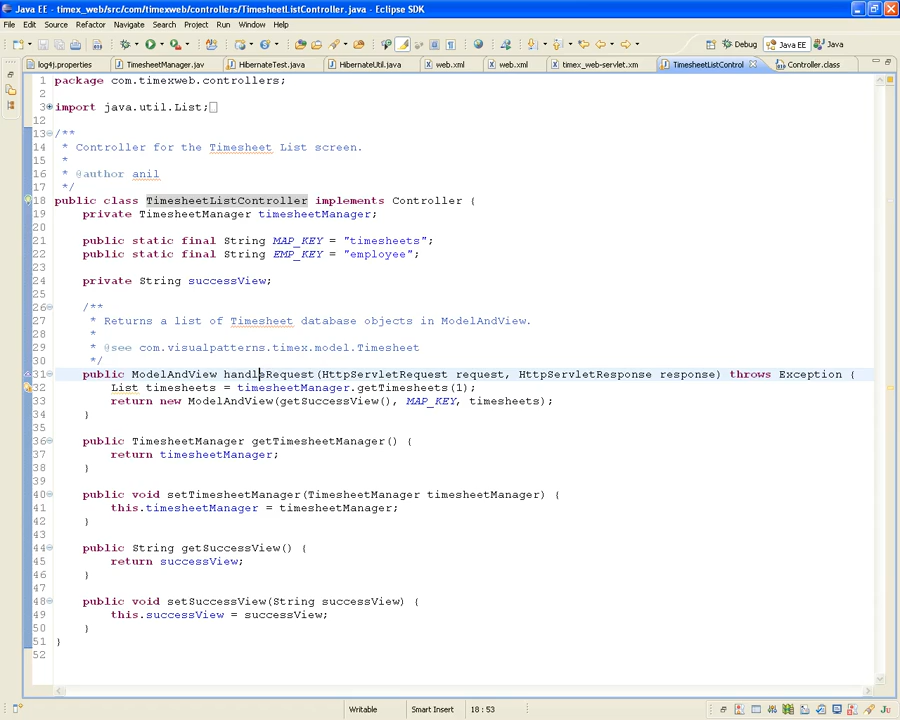 Java EE - timex_web/src/com/timexweb/controllers/TimesheetListController.java - Eclipse SDK
File Edit Source Refactor Navigate Search Project Run Window Help
Debug Java EE Java
log4j.properties TimesheetManager.jav HibernateTest.java HibernateUtil.java web.xml web.xml timex_web-servlet.xm TimesheetListControl Controller.class
1 package com.timexweb.controllers;
2
3 import java.util.List;
12
13 /**
14 * Controller for the Timesheet List screen.
15 *
16 * @author anil
17 */
18 public class TimesheetListController implements Controller {
19 private TimesheetManager timesheetManager;
20
21 public static final String MAP_KEY = "timesheets";
22 public static final String EMP_KEY = "employee";
23
24 private String successView;
25
26 /**
27 * Returns a list of Timesheet database objects in ModelAndView.
28 *
29 * @see com.visualpatterns.timex.model.Timesheet
30 */
31 public ModelAndView handleRequest(HttpServletRequest request, HttpServletResponse response) throws Exception {
32 List timesheets = timesheetManager.getTimesheets(1);
33 return new ModelAndView(getSuccessView(), MAP_KEY, timesheets);
34 }
35
36 public TimesheetManager getTimesheetManager() {
37 return timesheetManager;
38 }
39
40 public void setTimesheetManager(TimesheetManager timesheetManager) {
41 this.timesheetManager = timesheetManager;
42 }
43
44 public String getSuccessView() {
45 return successView;
46 }
47
48 public void setSuccessView(String successView) {
49 this.successView = successView;
50 }
51 }
52
Writable Smart Insert 18 : 53